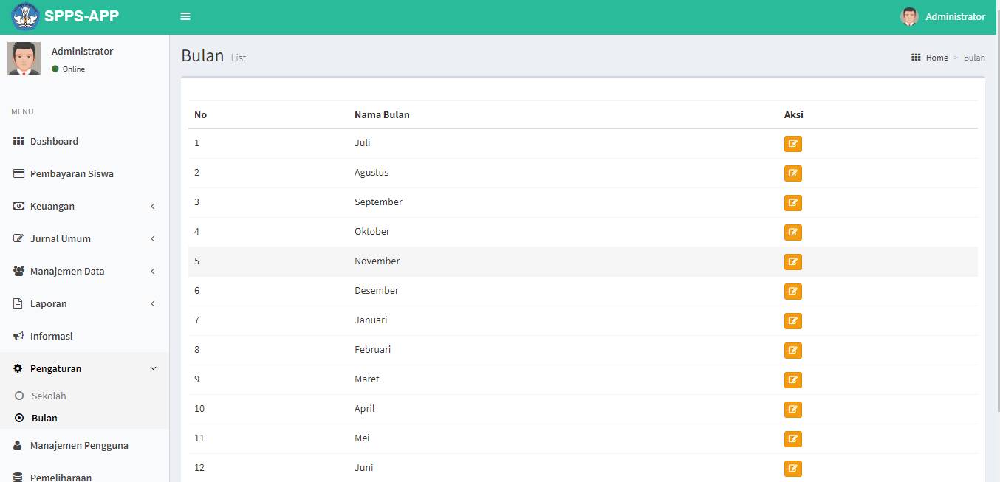 SPPS-APP
Administrator
Administrator
Online
MENU
Dashboard
Pembayaran Siswa
Keuangan
Jurnal Umum
Manajemen Data
Laporan
Informasi
Pengaturan
Sekolah
Bulan
Manajemen Pengguna
Pemeliharaan
Bulan List
Home > Bulan
No Nama Bulan Aksi
1 Juli
2 Agustus
3 September
4 Oktober
5 November
6 Desember
7 Januari
8 Februari
9 Maret
10 April
11 Mei
12 Juni